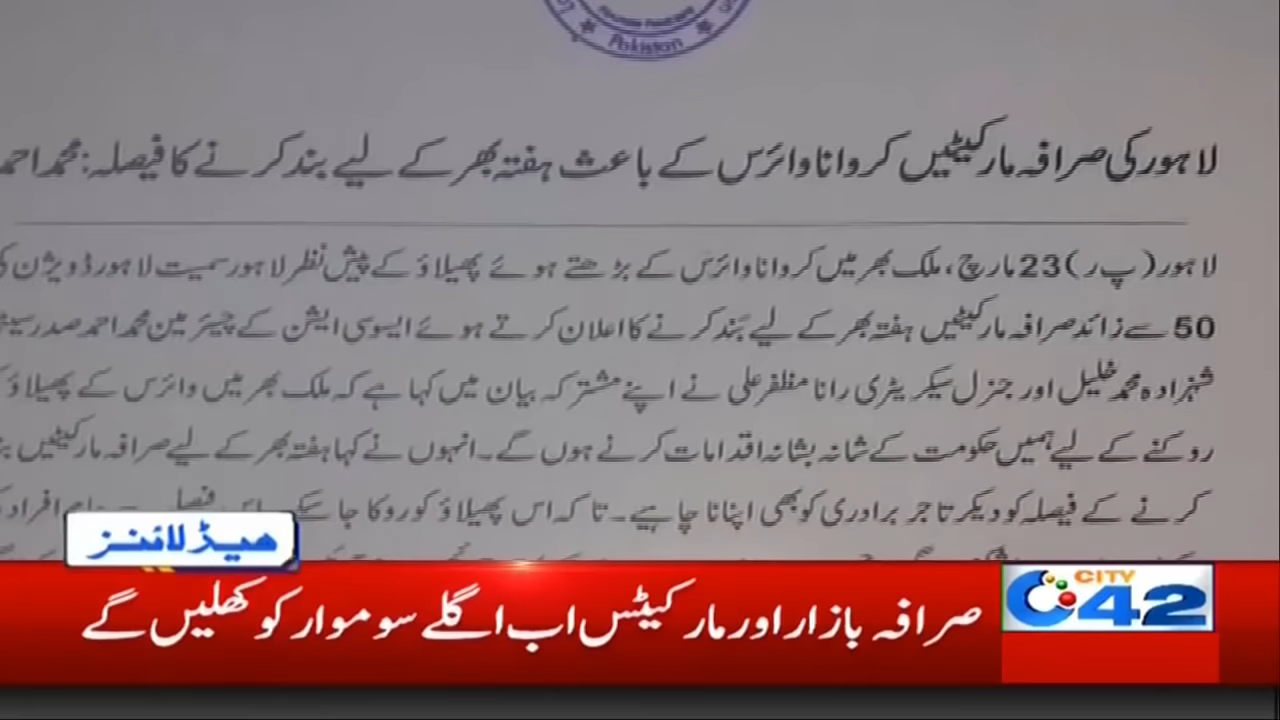 Pakistan
لاہور کی صرافہ مارکیٹیں کروانا وائرس کے باعث ہفتہ بھر کے لیے بند کرنے کا فیصلہ: محمد احمد
لاہور (پ ر) 23 مارچ، ملک بھر میں کروانا وائرس کے بڑھتے ہوئے پھیلاؤ کے پیش نظر لاہور سمیت لاہور ڈویژن کی
50 سے زائد صرافہ مارکیٹیں ہفتہ بھر کے لیے بند کرنے کا اعلان کرتے ہوئے ایسوسی ایشن کے چیئرمین محمد احمد صدر
شہزادہ محمد خلیل اور جنرل سیکریٹری رانا مظفر علی نے اپنے مشترکہ بیان میں کہا ہے کہ ملک بھر میں وائرس کے پھیلاؤ
روکنے کے لیے ہمیں حکومت کے شانہ بشانہ اقدامات کرنے ہوں گے۔ انہوں نے کہا ہفتہ بھر کے لیے صرافہ مارکیٹیں
کرنے کے فیصلہ کو دیگر تاجر برادری کو بھی اپنانا چاہیے۔ تاکہ اس پھیلاؤ کو روکا جا سکے۔ افراد
ھیڈ لائنز
صرافہ بازار اور مارکیٹس اب اگلے سوموار کو کھلیں گے
CITY
42